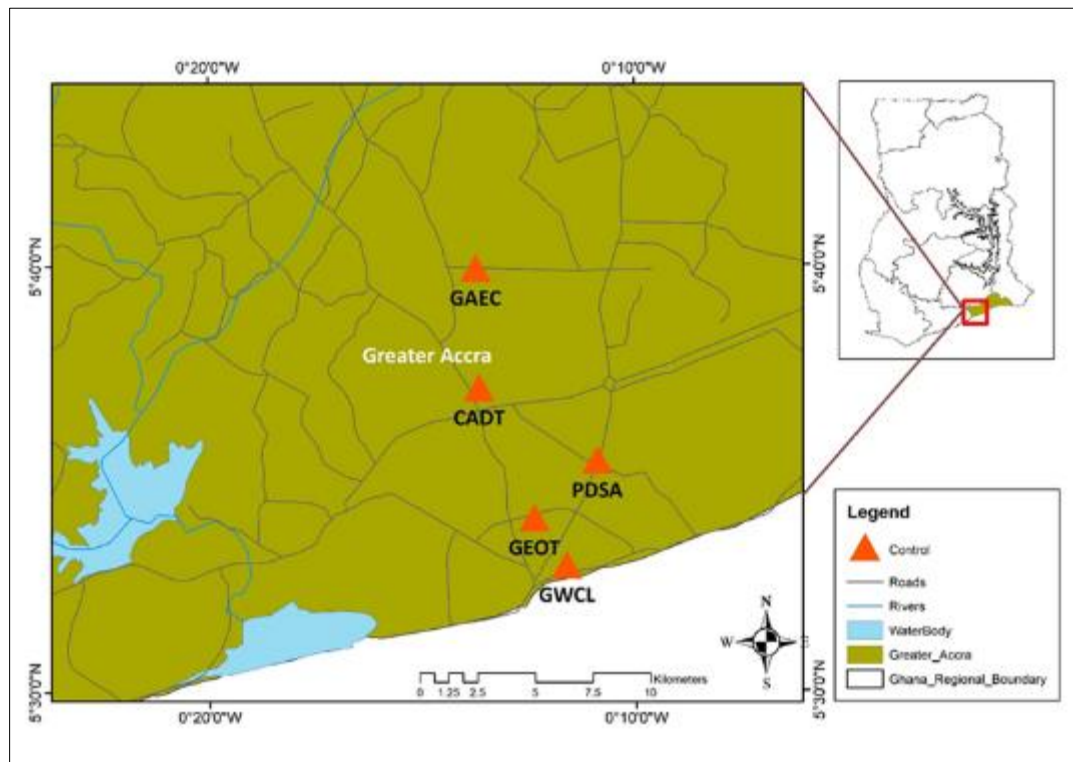 0°20'0"W 0°10'0"W
5°40'0"N 5°40'0"N
GAEC
Greater Accra
CADT
PDSA
GEOT
GWCL
N
W E
S
Kilometers
0 1.25 2.5 5 7.5 10
5°30'0"N 5°30'0"N
0°20'0"W 0°10'0"W
Legend
Control
Roads
Rivers
WaterBody
Greater_Accra
Ghana_Regional_Boundary